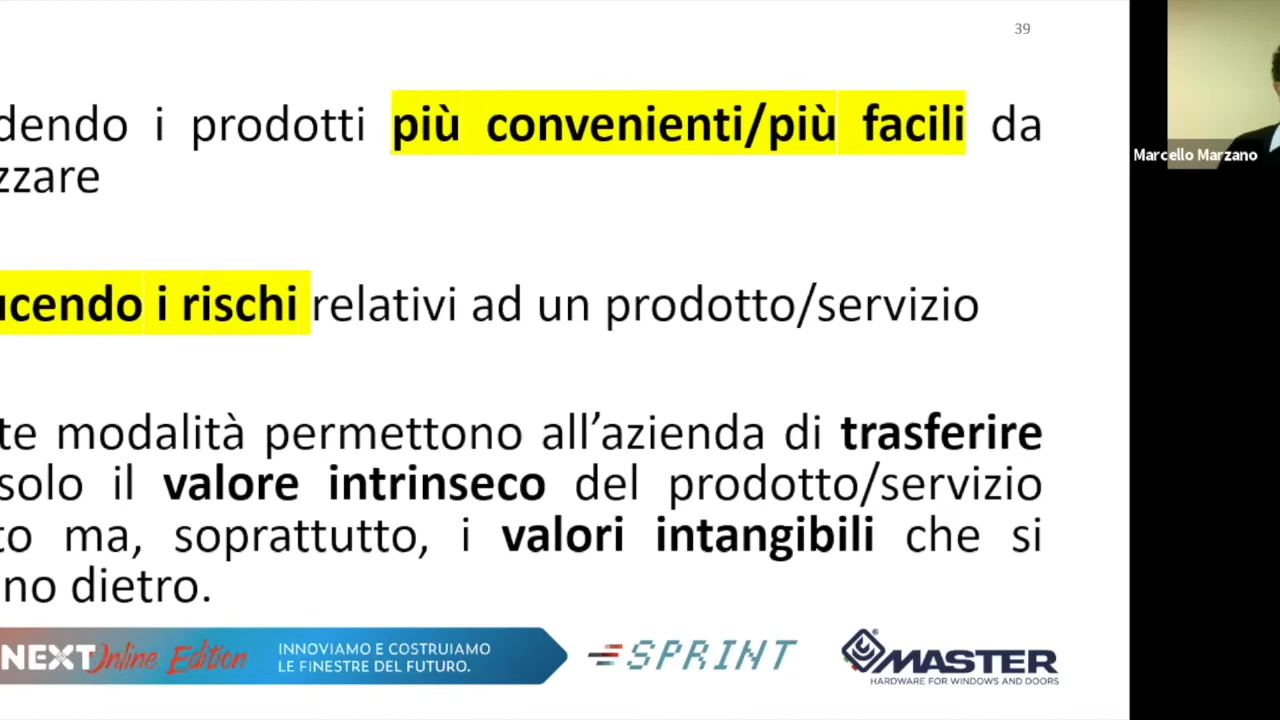 39
dendo i prodotti più convenienti/più facili da
zzare
ucendo i rischi relativi ad un prodotto/servizio
te modalità permettono all’azienda di trasferire
solo il valore intrinseco del prodotto/servizio
to ma, soprattutto, i valori intangibili che si
no dietro.
Marcello Marzano
NEXT Online Edition
INNOVIAMO E COSTRUIAMO
LE FINESTRE DEL FUTURO.
SPRINT
MASTER
HARDWARE FOR WINDOWS AND DOORS